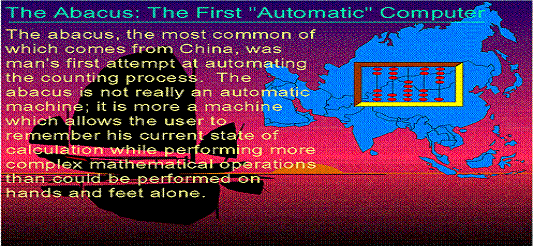 The Abacus: The First "Automatic" Computer
The abacus, the most common of
which comes from China, was
man's first attempt at automating
the counting process. The
abacus is not really an automatic
machine; it is more a machine
which allows the user to
remember his current state of
calculation while performing more
complex mathematical operations
than could be performed on
hands and feet alone.